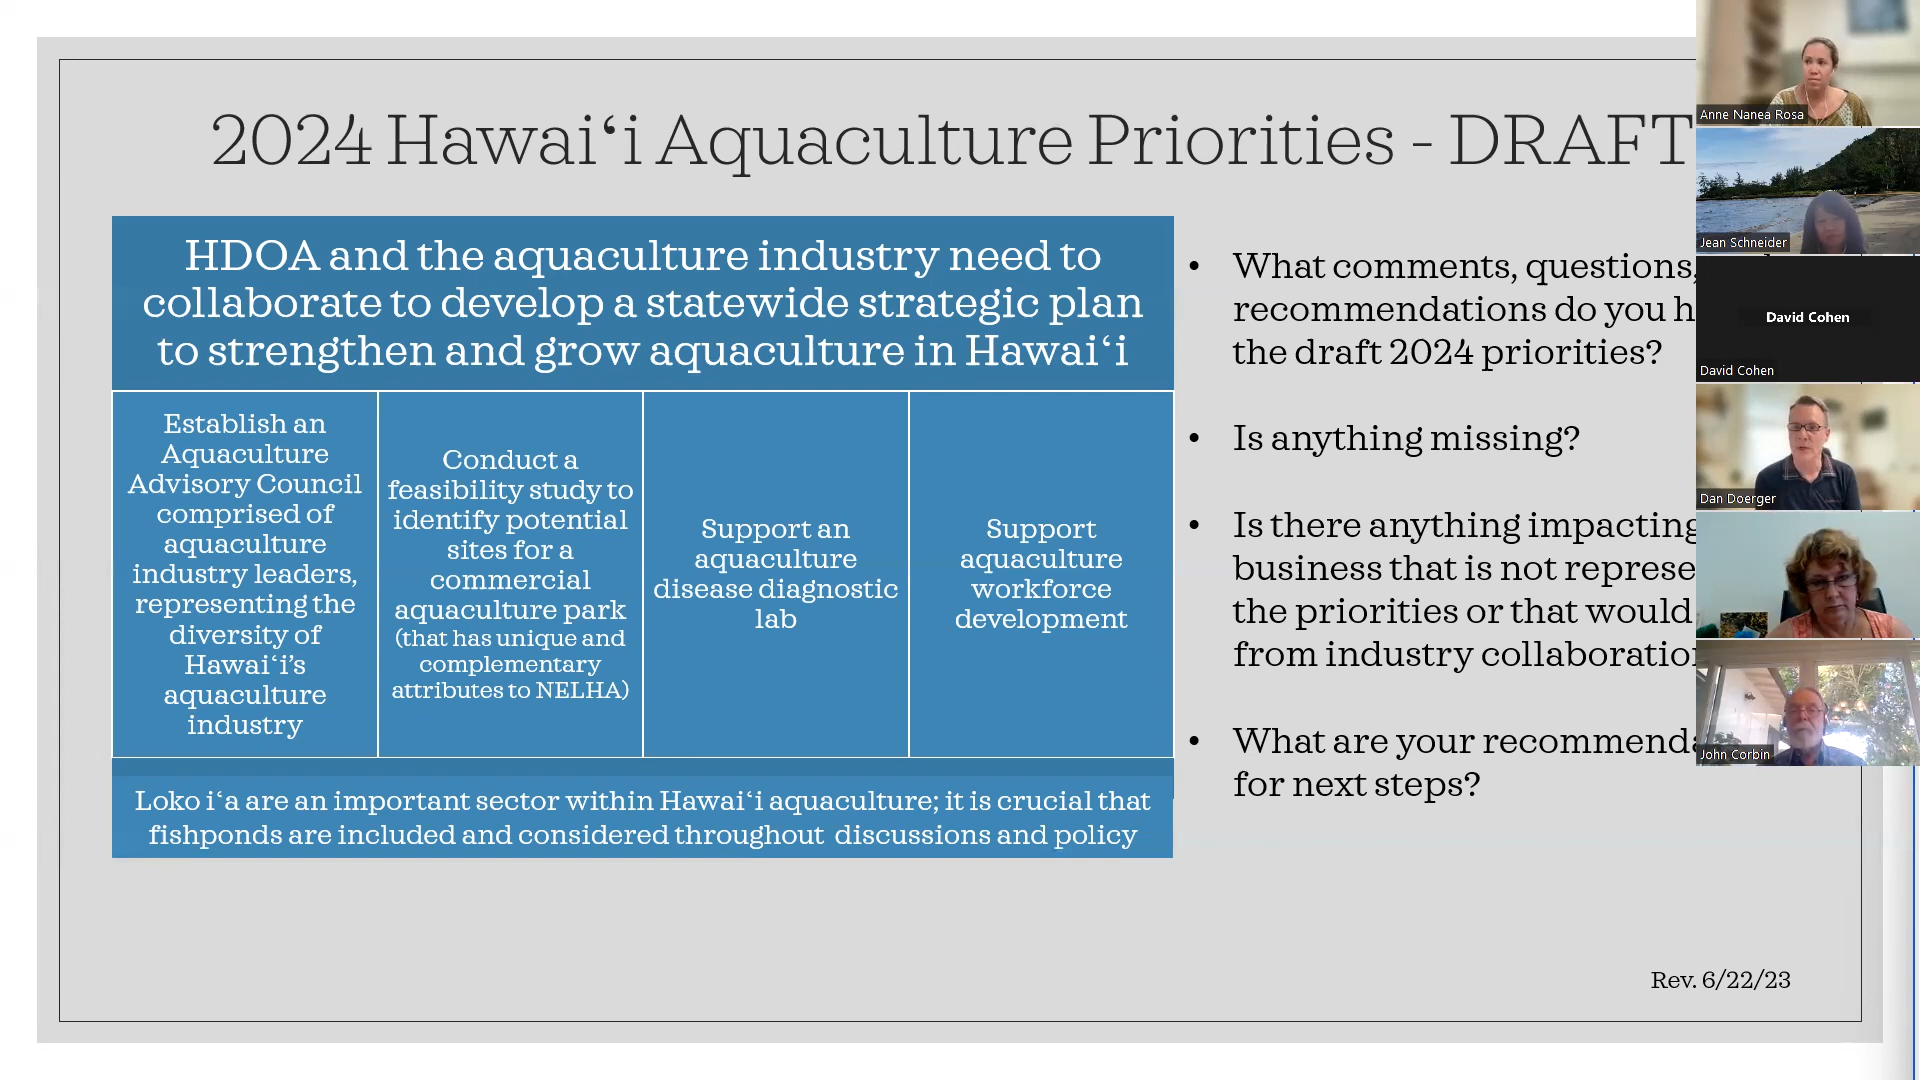 2024 Hawaiʻi Aquaculture Priorities - DRAFT
HDOA and the aquaculture industry need to
collaborate to develop a statewide strategic plan
to strengthen and grow aquaculture in Hawaiʻi
Establish an
Aquaculture
Advisory Council
comprised of
aquaculture
industry leaders,
representing the
diversity of
Hawaiʻi’s
aquaculture
industry
Conduct a
feasibility study to
identify potential
sites for a
commercial
aquaculture park
(that has unique and
complementary
attributes to NELHA)
Support an
aquaculture
disease diagnostic
lab
Support
aquaculture
workforce
development
Loko iʻa are an important sector within Hawaiʻi aquaculture; it is crucial that
fishponds are included and considered throughout discussions and policy
• What comments, questions,
recommendations do you
the draft 2024 priorities?
• Is anything missing?
• Is there anything impacting
business that is not
the priorities or that would
from industry
• What are your
for next steps?
Rev. 6/22/23
Anne Nanea Rosa
Jean Schneider
David Cohen
David Cohen
Dan Doerger
John Corbin